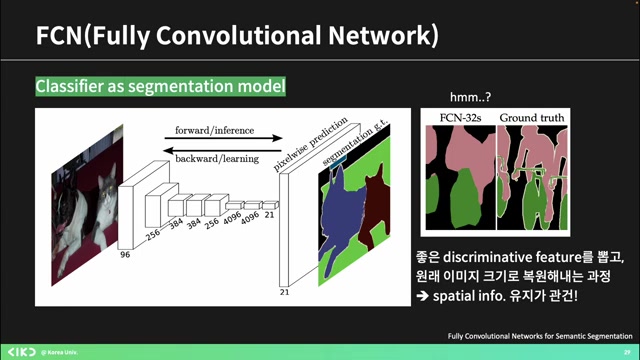 FCN(Fully Convolutional Network)
Classifier as segmentation model
hmm..?
forward/inference
backward/learning
pixelwise prediction
segmentation g.t.
96
256
384
384
256
4096
4096
21
21
FCN-32s
Ground truth
좋은 discriminative feature를 뽑고,
원래 이미지 크기로 복원해내는 과정
➔ spatial info. 유지가 관건!
Fully Convolutional Networks for Semantic Segmentation
@ Korea Univ.